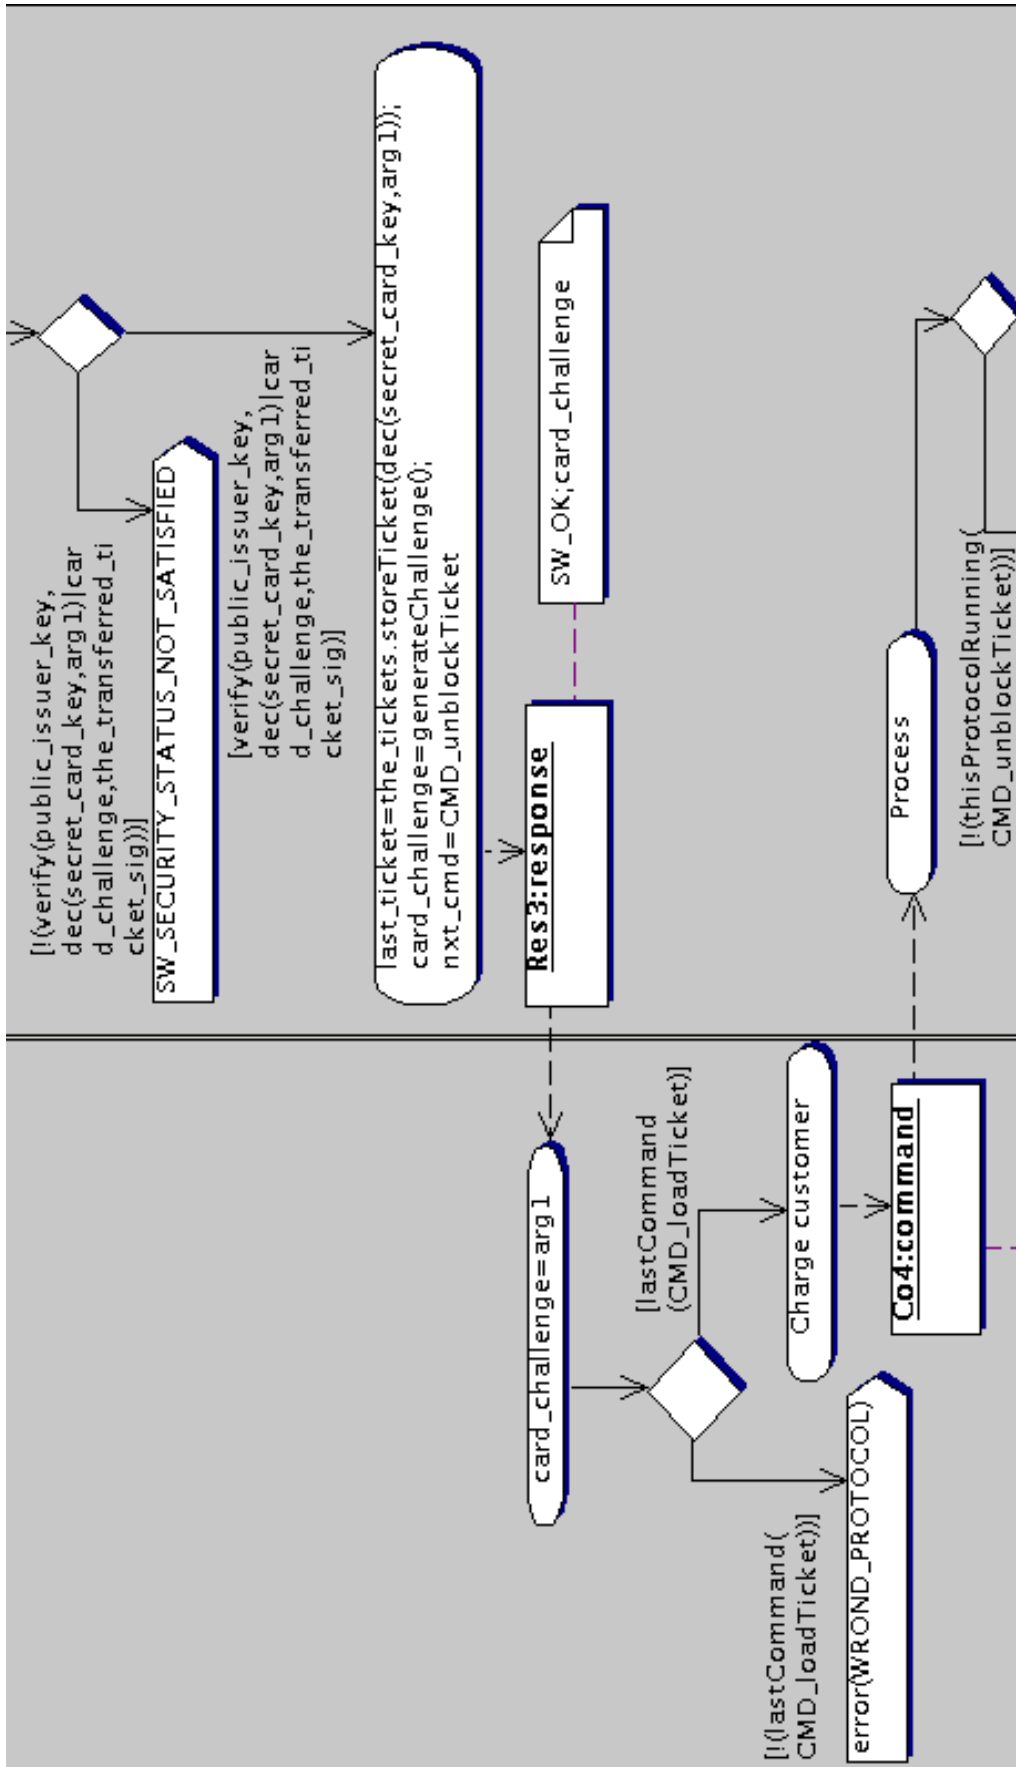 [!(verify(public_issuer_key,
dec(secret_card_key,arg1)|car
d_challenge,the_transferred_ti
cket_sig))]
SW_SECURITY_STATUS_NOT_SATISFIED
[verify(public_issuer_key,
dec(secret_card_key,arg1)|car
d_challenge,the_transferred_ti
cket_sig)]
last_ticket=the_tickets.storeTicket(dec(secret_card_key,arg1));
card_challenge=generateChallenge();
nxt_cmd=CMD_unblockTicket
Res3:response
SW_OK;card_challenge
card_challenge=arg1
[lastCommand
(CMD_loadTicket)]
[!(lastCommand(
CMD_loadTicket))]
error(WROND_PROTOCOL)
Charge customer
Co4:command
Process
[!(thisProtocolRunning(
CMD_unblockTicket))]